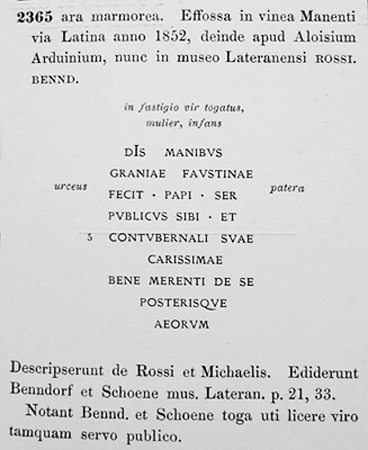 2365 ara marmorea. Effossa in vinea Manenti
via Latina anno 1852, deinde apud Aloisium
Arduinium, nunc in museo Lateranensi ROSSI.
BENND.
in fastigio vir togatus,
mulier, infans
DIS MANIBVS
GRANIAE FAVSTINAE
urceus FECIT · PAPI · SER patera
PVBLICVS SIBI · ET
5 CONTVBERNALI SVAE
CARISSIMAE
BENE MERENTI DE SE
POSTERISQVE
AEORVM
Descripserunt de Rossi et Michaelis. Ediderunt
Benndorf et Schoene mus. Lateran. p. 21, 33.
Notant Bennd. et Schoene toga uti licere viro
tamquam servo publico.